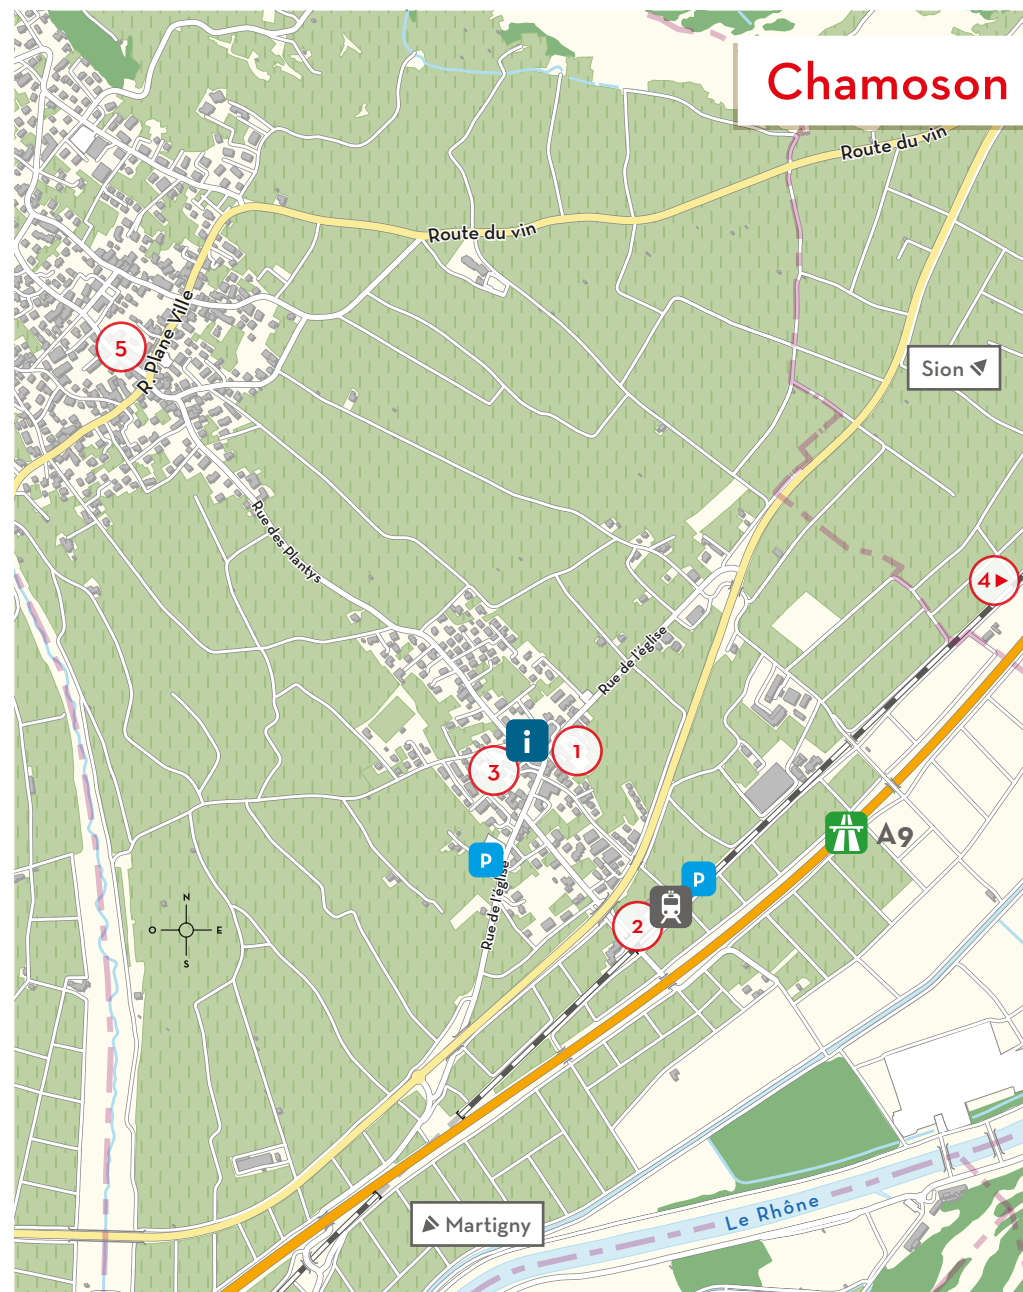 Chamoson
Route du vin
Route du vin
R. Plane Ville
5
Sion
Rue des Plantys
4
Rue de l'église
i
1
3
A9
P
P
Rue de l'église
2
N
O
E
S
Martigny
Le Rhône